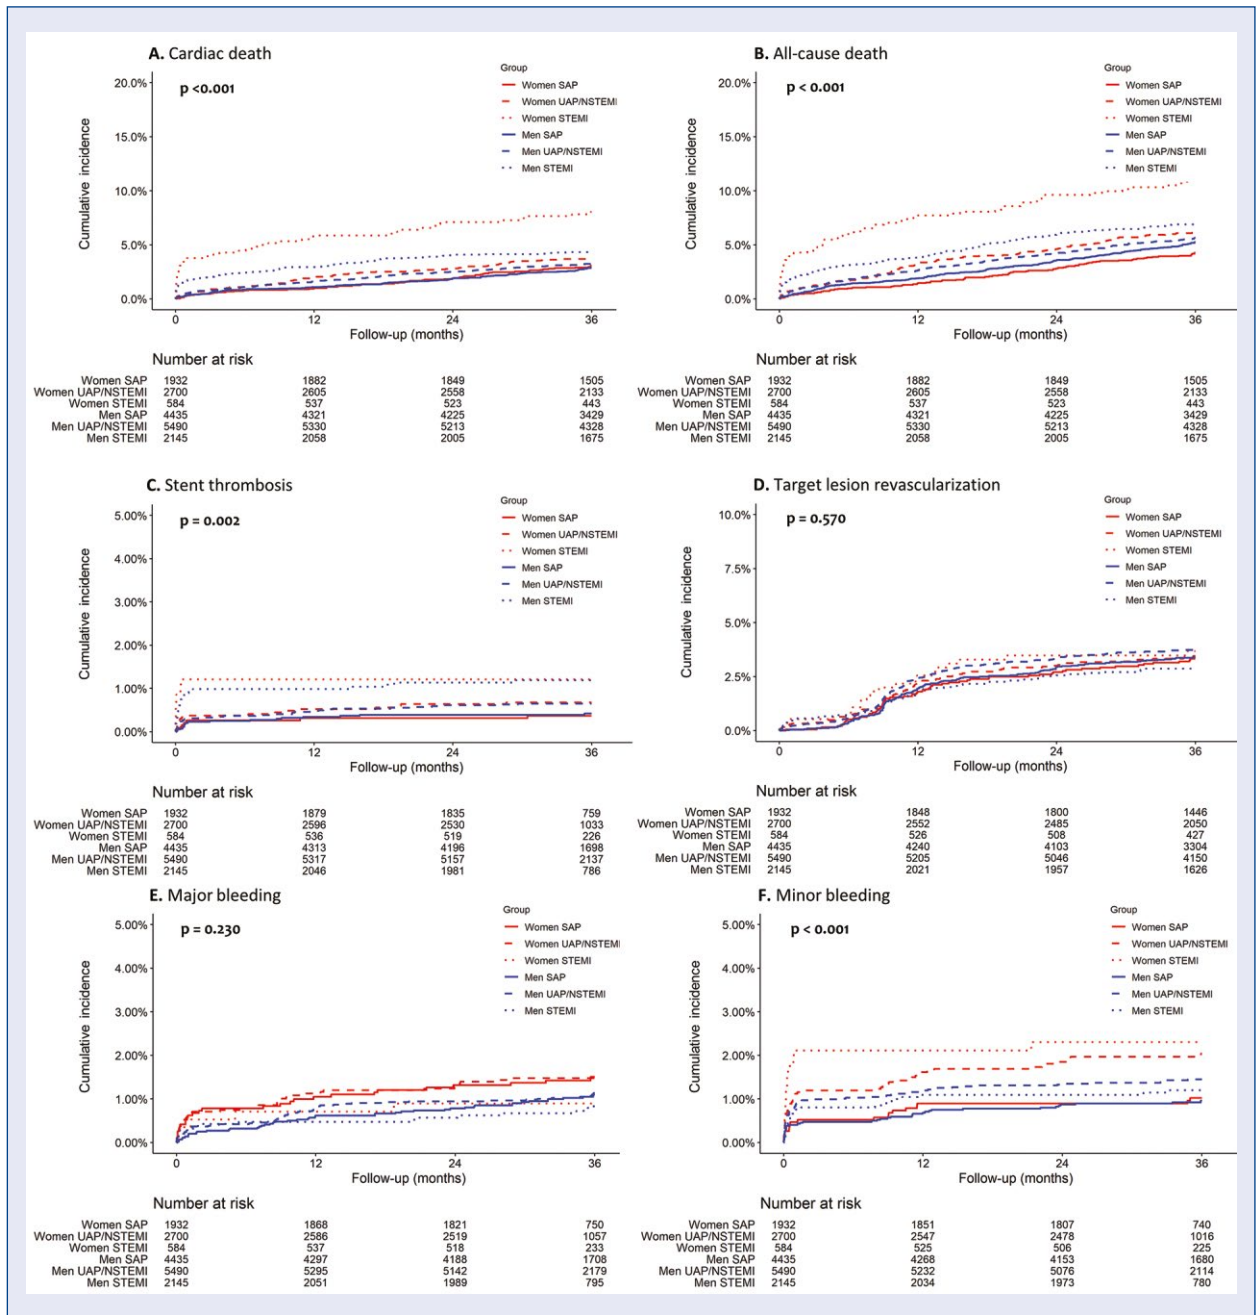 A. Cardiac death
p <0.001
Group
Women SAP
Women UAP/NSTEMI
Women STEMI
Men SAP
Men UAP/NSTEMI
Men STEMI
Cumulative incidence
20.0%
15.0%
10.0%
5.0%
0.0%
0 12 24 36
Follow-up (months)
Number at risk
Women SAP 1932 1882 1849 1505
Women UAP/NSTEMI 2700 2605 2558 2133
Women STEMI 584 537 523 443
Men SAP 4435 4321 4225 3429
Men UAP/NSTEMI 5490 5330 5213 4328
Men STEMI 2145 2058 2005 1675
B. All-cause death
p < 0.001
Group
Women SAP
Women UAP/NSTEMI
Women STEMI
Men SAP
Men UAP/NSTEMI
Men STEMI
Cumulative incidence
20.0%
15.0%
10.0%
5.0%
0.0%
0 12 24 36
Follow-up (months)
Number at risk
Women SAP 1932 1882 1849 1505
Women UAP/NSTEMI 2700 2605 2558 2133
Women STEMI 584 537 523 443
Men SAP 4435 4321 4225 3429
Men UAP/NSTEMI 5490 5330 5213 4328
Men STEMI 2145 2058 2005 1675
C. Stent thrombosis
p = 0.002
Group
Women SAP
Women UAP/NSTEMI
Women STEMI
Men SAP
Men UAP/NSTEMI
Men STEMI
Cumulative incidence
5.00%
4.00%
3.00%
2.00%
1.00%
0.00%
0 12 24 36
Follow-up (months)
Number at risk
Women SAP 1932 1879 1835 759
Women UAP/NSTEMI 2700 2596 2530 1033
Women STEMI 584 536 519 226
Men SAP 4435 4313 4196 1698
Men UAP/NSTEMI 5490 5317 5157 2137
Men STEMI 2145 2046 1981 786
D. Target lesion revascularization
p = 0.570
Group
Women SAP
Women UAP/NSTEMI
Women STEMI
Men SAP
Men UAP/NSTEMI
Men STEMI
Cumulative incidence
10.0%
7.5%
5.0%
2.5%
0.0%
0 12 24 36
Follow-up (months)
Number at risk
Women SAP 1932 1848 1800 1446
Women UAP/NSTEMI 2700 2552 2485 2050
Women STEMI 584 526 508 427
Men SAP 4435 4240 4103 3304
Men UAP/NSTEMI 5490 5205 5046 4150
Men STEMI 2145 2021 1957 1626
E. Major bleeding
p = 0.230
Group
Women SAP
Women UAP/NSTEMI
Women STEMI
Men SAP
Men UAP/NSTEMI
Men STEMI
Cumulative incidence
5.00%
4.00%
3.00%
2.00%
1.00%
0.00%
0 12 24 36
Follow-up (months)
Number at risk
Women SAP 1932 1868 1821 750
Women UAP/NSTEMI 2700 2586 2519 1057
Women STEMI 584 537 518 233
Men SAP 4435 4297 4188 1708
Men UAP/NSTEMI 5490 5295 5142 2179
Men STEMI 2145 2051 1989 795
F. Minor bleeding
p < 0.001
Group
Women SAP
Women UAP/NSTEMI
Women STEMI
Men SAP
Men UAP/NSTEMI
Men STEMI
Cumulative incidence
5.00%
4.00%
3.00%
2.00%
1.00%
0.00%
0 12 24 36
Follow-up (months)
Number at risk
Women SAP 1932 1851 1807 740
Women UAP/NSTEMI 2700 2547 2478 1016
Women STEMI 584 525 506 225
Men SAP 4435 4268 4153 1680
Men UAP/NSTEMI 5490 5232 5076 2114
Men STEMI 2145 2034 1973 780